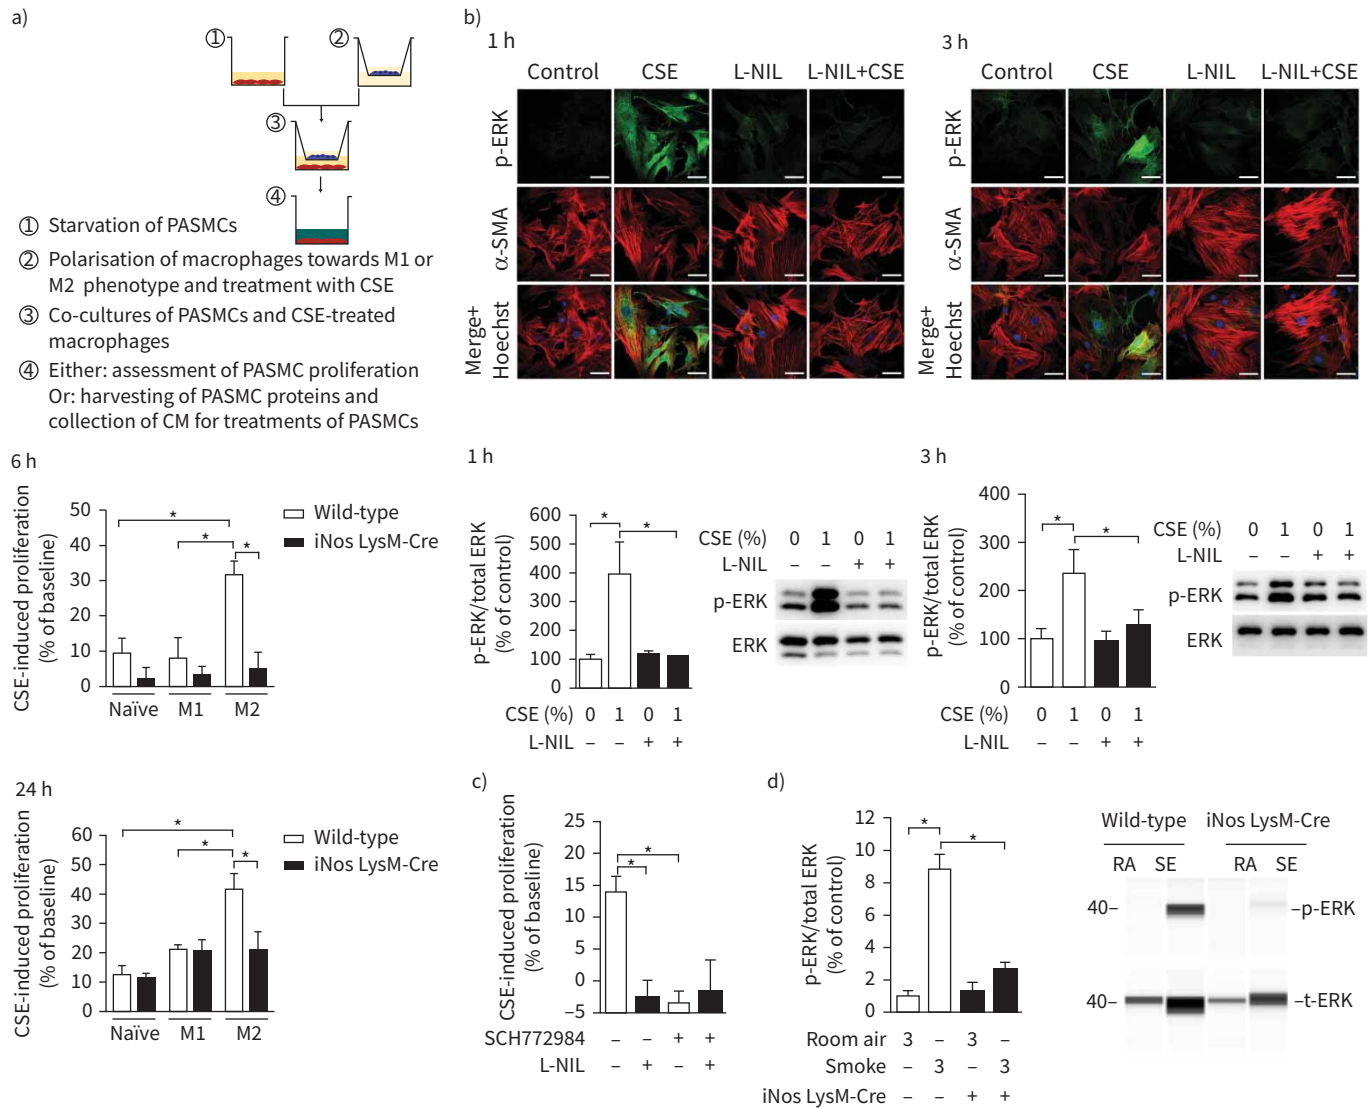 a)
① ②
③
④
① Starvation of PASMCs
② Polarisation of macrophages towards M1 or
M2 phenotype and treatment with CSE
③ Co-cultures of PASMCs and CSE-treated
macrophages
④ Either: assessment of PASMC proliferation
Or: harvesting of PASMC proteins and
collection of CM for treatments of PASMCs
b)
1 h
Control CSE L-NIL L-NIL+CSE
p-ERK
α-SMA
Merge+
Hoechst
3 h
Control CSE L-NIL L-NIL+CSE
p-ERK
α-SMA
Merge+
Hoechst
6 h
CSE-induced proliferation
(% of baseline)
50
40
30
20
10
0
* * *
Wild-type
iNos LysM-Cre
Naïve M1 M2
24 h
CSE-induced proliferation
(% of baseline)
60
50
40
30
20
10
0
* * *
Wild-type
iNos LysM-Cre
Naïve M1 M2
1 h
p-ERK/total ERK
(% of control)
600
500
400
300
200
100
0
* *
CSE (%) 0 1 0 1
L-NIL – – + +
CSE (%) 0 1 0 1
L-NIL – – + +
p-ERK
ERK
3 h
p-ERK/total ERK
(% of control)
400
300
200
100
0
* *
CSE (%) 0 1 0 1
L-NIL – – + +
CSE (%) 0 1 0 1
L-NIL – – + +
p-ERK
ERK
c)
CSE-induced proliferation
(% of baseline)
25
20
15
10
5
0
–5
* *
SCH772984 – – + +
L-NIL – + – +
d)
p-ERK/total ERK
(% of control)
12
10
8
6
4
2
0
* *
Room air 3 – 3 –
Smoke – 3 – 3
iNos LysM-Cre – – + +
Wild-type iNos LysM-Cre
RA SE RA SE
40– –p-ERK
40– –t-ERK